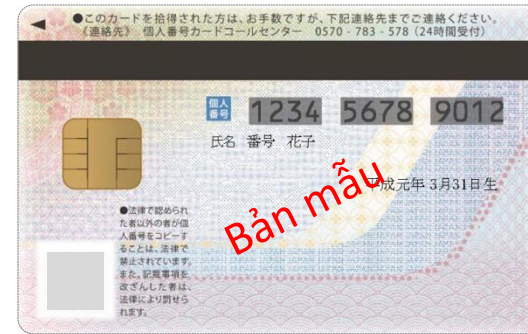 ●このカードを拾得された方は、お手数ですが、下記連絡先までご連絡ください。
《連絡先》 個人番号カードコールセンター 0570-783-578（24時間受付）
個人番号 1234 5678 9012
氏名 番号 花子
平成元年 3月31日生
Bản mẫu
●法律で認められ
た者以外の者が個
人番号をコピーす
ることは、法律で
禁止されています。
また、記載事項を
改ざんした者は、
法律により罰せら
れます。